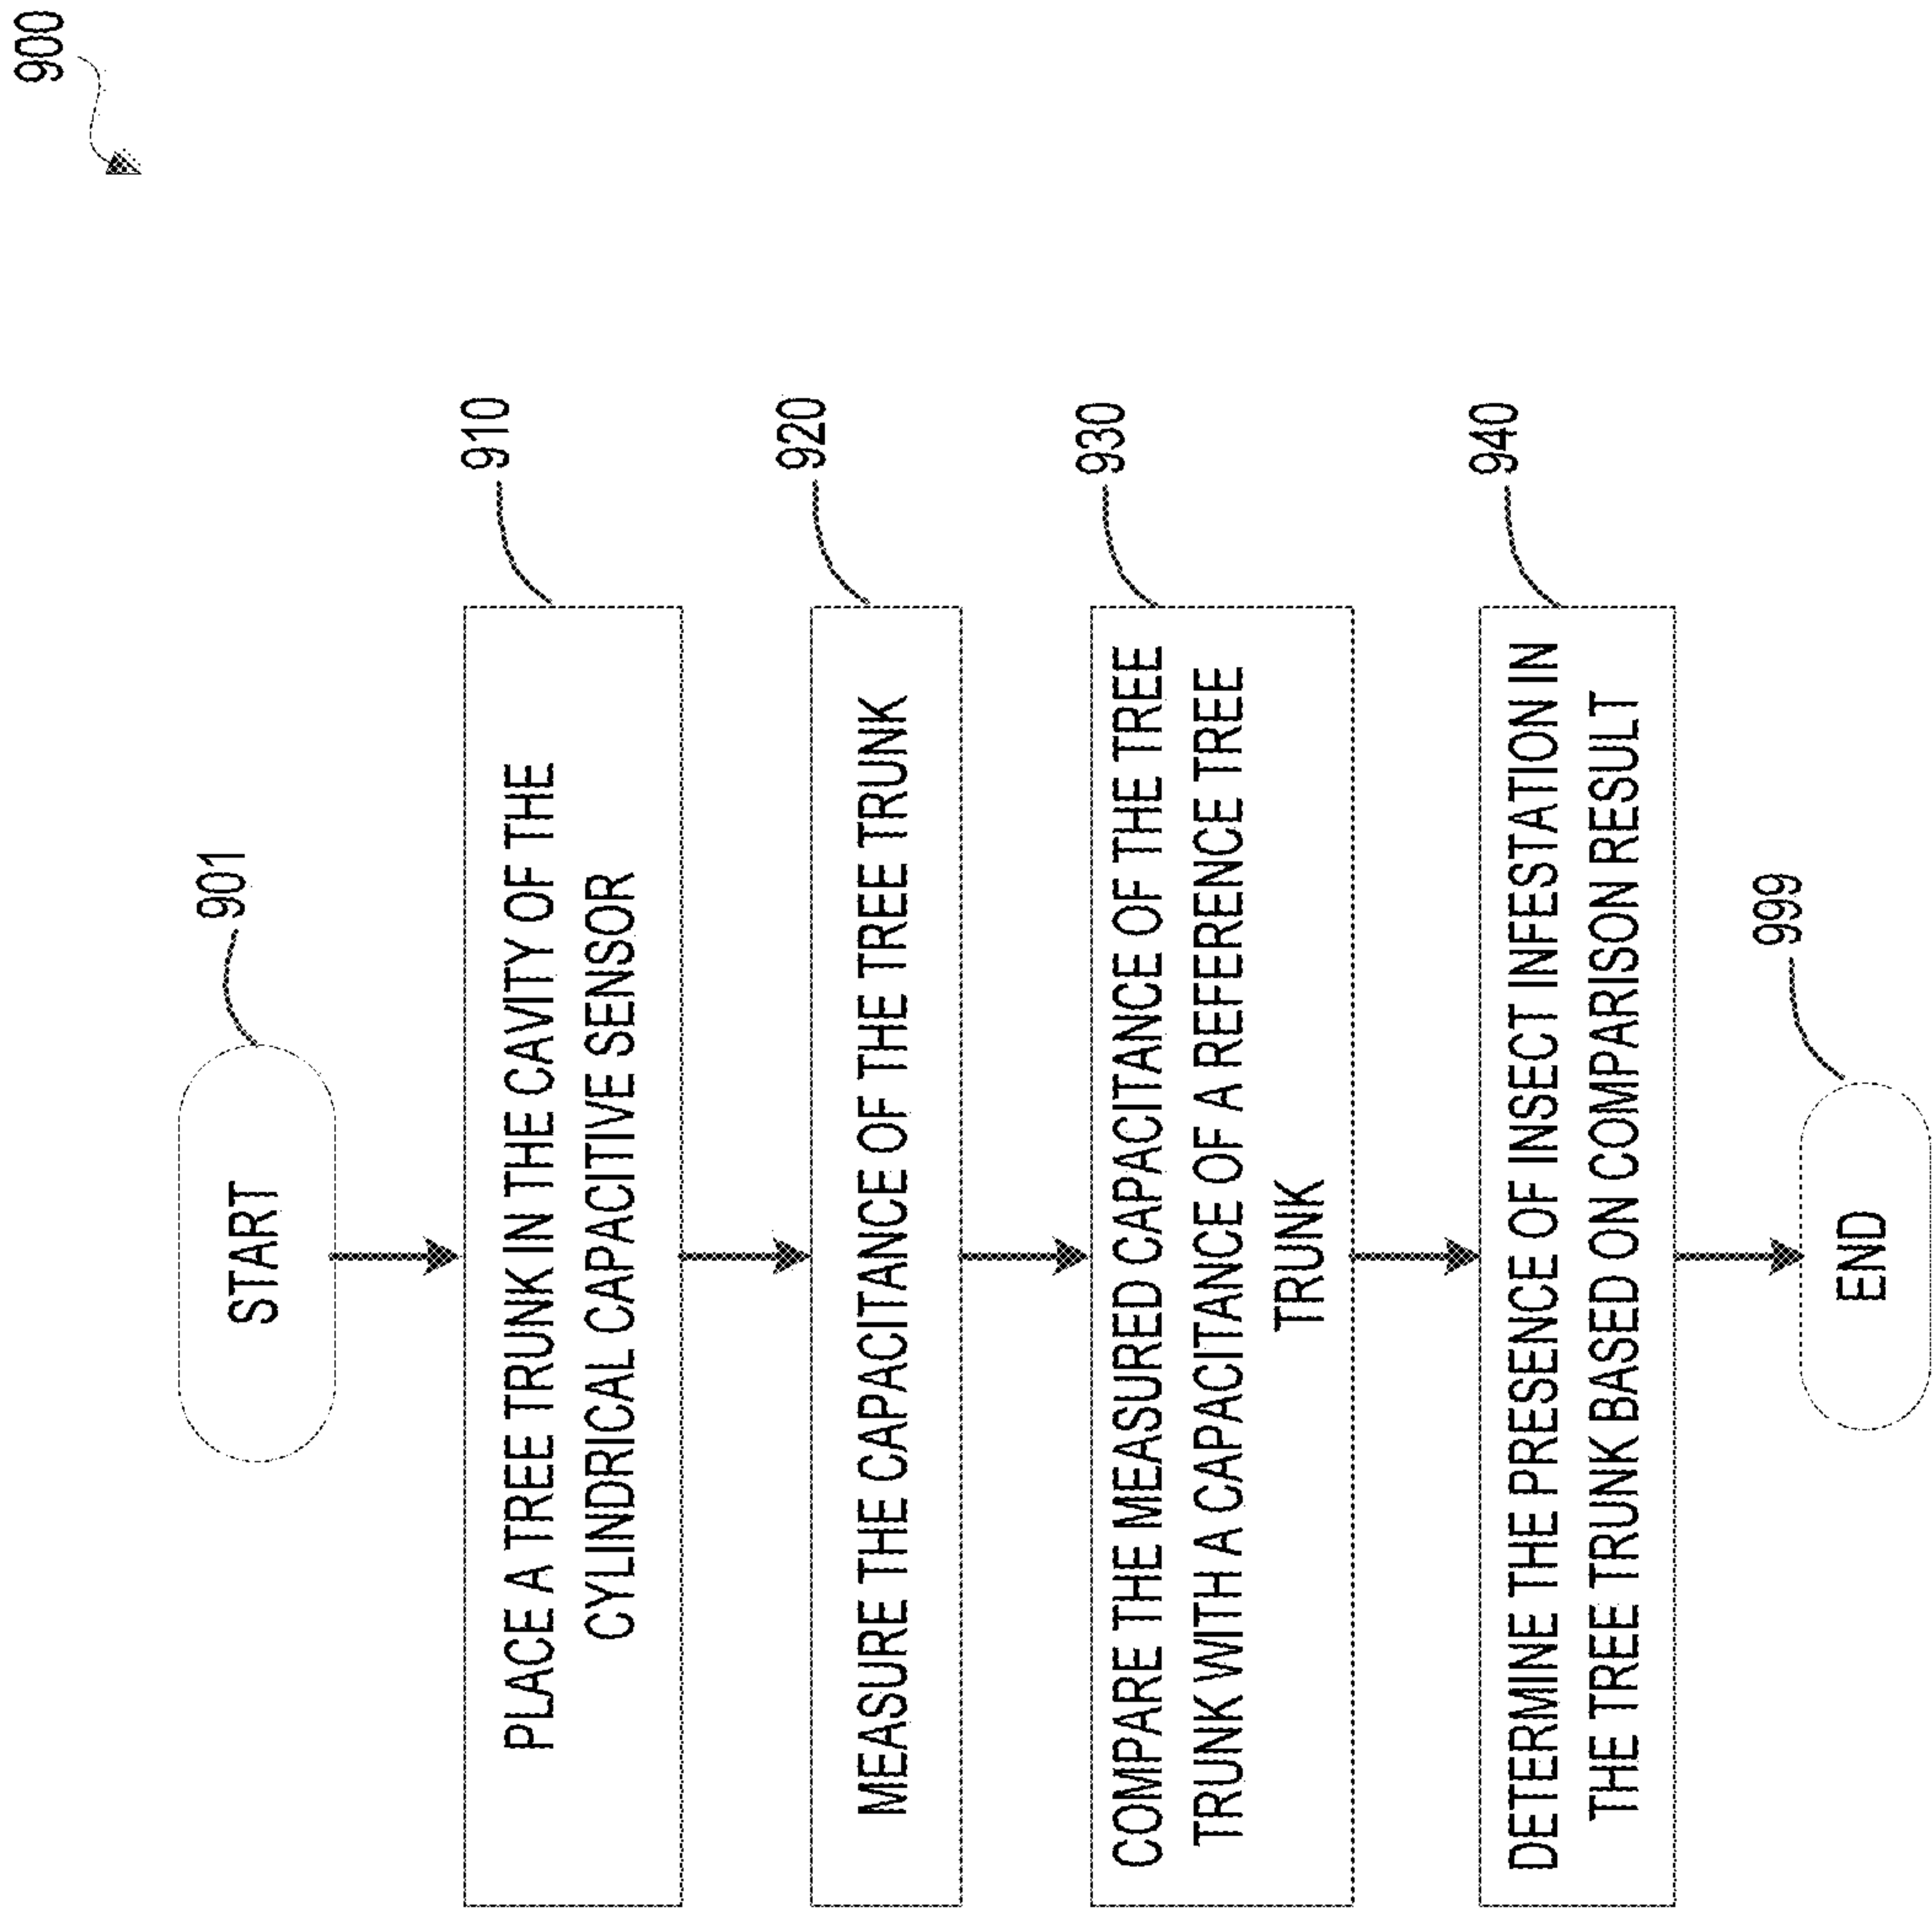 900
901
START
910
PLACE A TREE TRUNK IN THE CAVITY OF THE
CYLINDRICAL CAPACITIVE SENSOR
920
MEASURE THE CAPACITANCE OF THE TREE TRUNK
930
COMPARE THE MEASURED CAPACITANCE OF THE TREE
TRUNK WITH A CAPACITANCE OF A REFERENCE TREE
TRUNK
940
DETERMINE THE PRESENCE OF INSECT INFESTATION IN
THE TREE TRUNK BASED ON COMPARISON RESULT
999
END